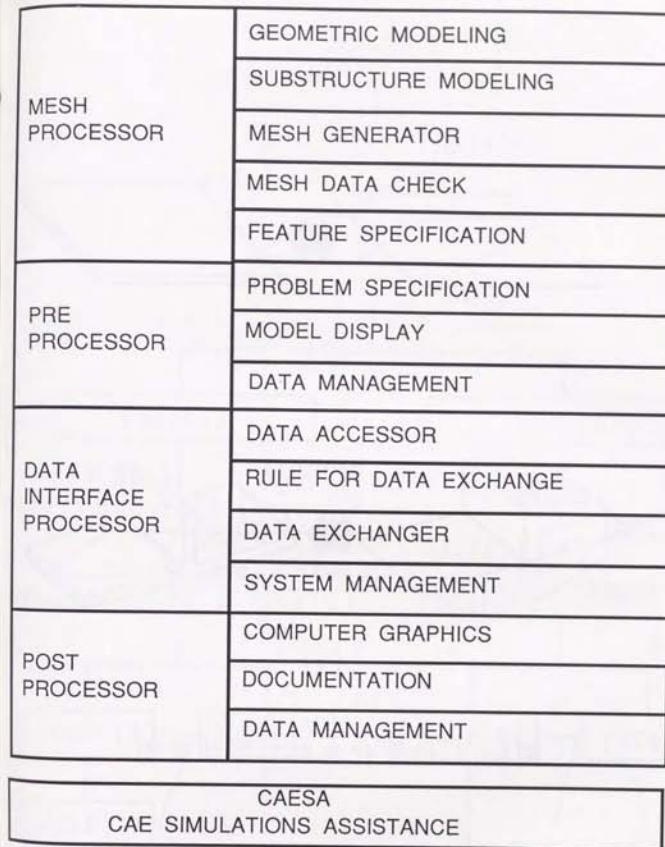 MESH
PROCESSOR
GEOMETRIC MODELING
SUBSTRUCTURE MODELING
MESH GENERATOR
MESH DATA CHECK
FEATURE SPECIFICATION
PRE
PROCESSOR
PROBLEM SPECIFICATION
MODEL DISPLAY
DATA MANAGEMENT
DATA
INTERFACE
PROCESSOR
DATA ACCESSOR
RULE FOR DATA EXCHANGE
DATA EXCHANGER
SYSTEM MANAGEMENT
POST
PROCESSOR
COMPUTER GRAPHICS
DOCUMENTATION
DATA MANAGEMENT
CAESA
CAE SIMULATIONS ASSISTANCE